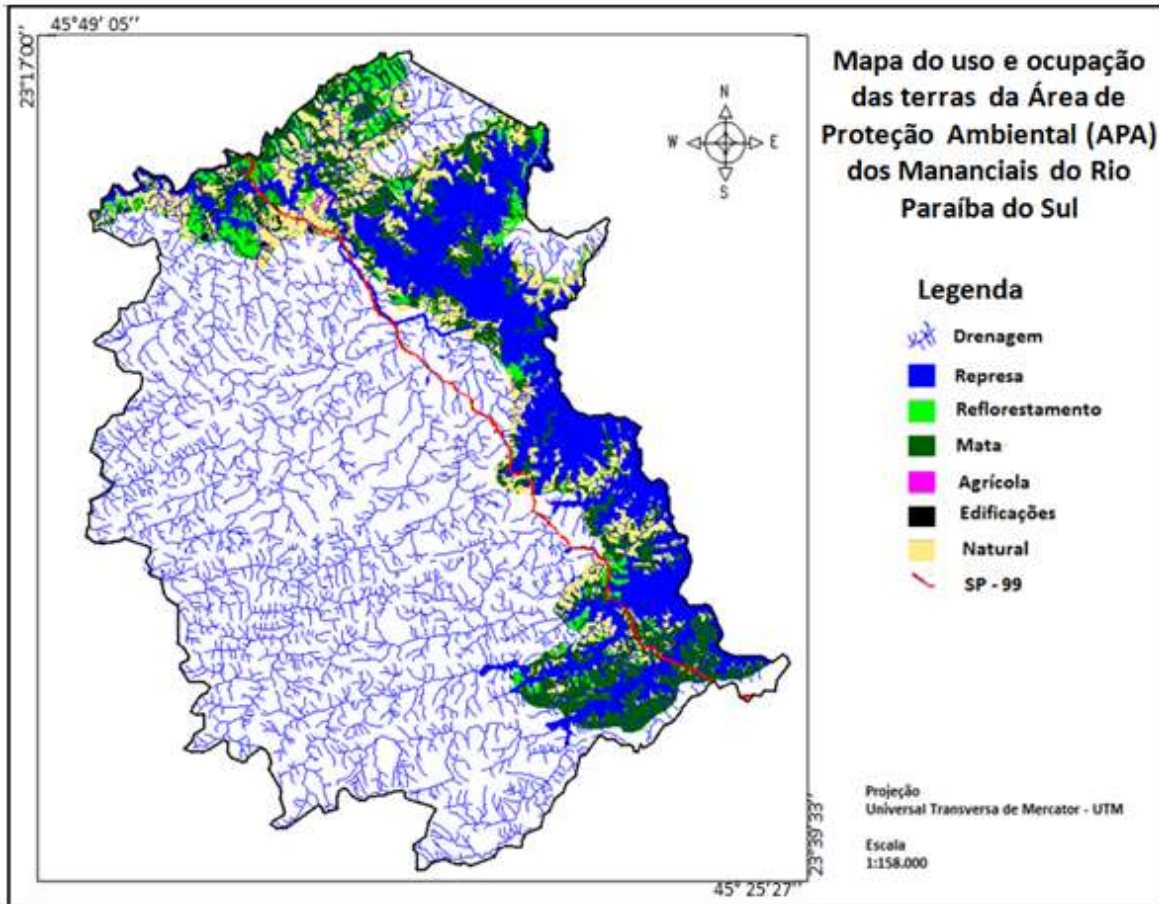 45°49' 05''
23°17'00''
Mapa do uso e ocupação
das terras da Área de
Proteção Ambiental (APA)
dos Mananciais do Rio
Paraíba do Sul
N
W
E
S
Legenda
Drenagem
Represa
Reflorestamento
Mata
Agrícola
Edificações
Natural
SP - 99
Projeção
Universal Transversa de Mercator - UTM
Escala
1:158.000
23°39'33''
45° 25'27''